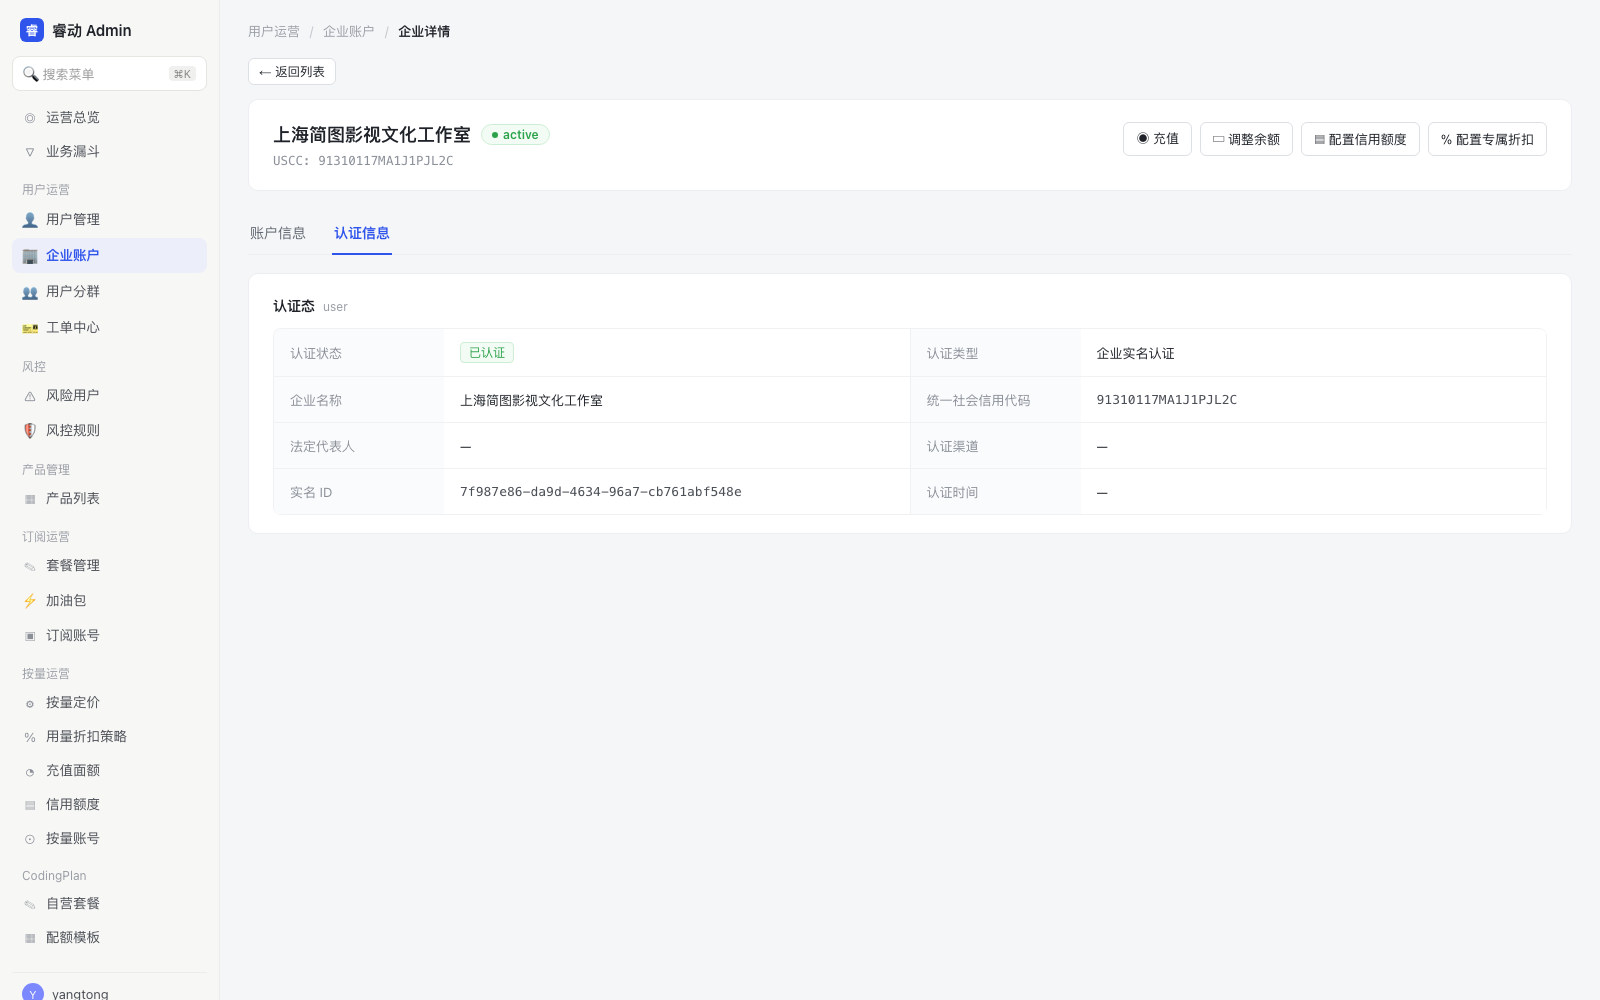 睿 睿动 Admin
搜索菜单 ⌘K
运营总览
业务漏斗
用户运营
用户管理
企业账户
用户分群
工单中心
风控
风险用户
风控规则
产品管理
产品列表
订阅运营
套餐管理
加油包
订阅账号
按量运营
按量定价
% 用量折扣策略
充值面额
信用额度
按量账号
CodingPlan
自营套餐
配额模板
Y yangtong
用户运营 / 企业账户 / 企业详情
← 返回列表
上海简图影视文化工作室 active
USCC: 91310117MA1J1PJL2C
充值 调整余额 配置信用额度 % 配置专属折扣
账户信息 认证信息
认证态 user
认证状态 已认证 认证类型 企业实名认证
企业名称 上海简图影视文化工作室 统一社会信用代码 91310117MA1J1PJL2C
法定代表人 — 认证渠道 —
实名 ID 7f987e86-da9d-4634-96a7-cb761abf548e 认证时间 —